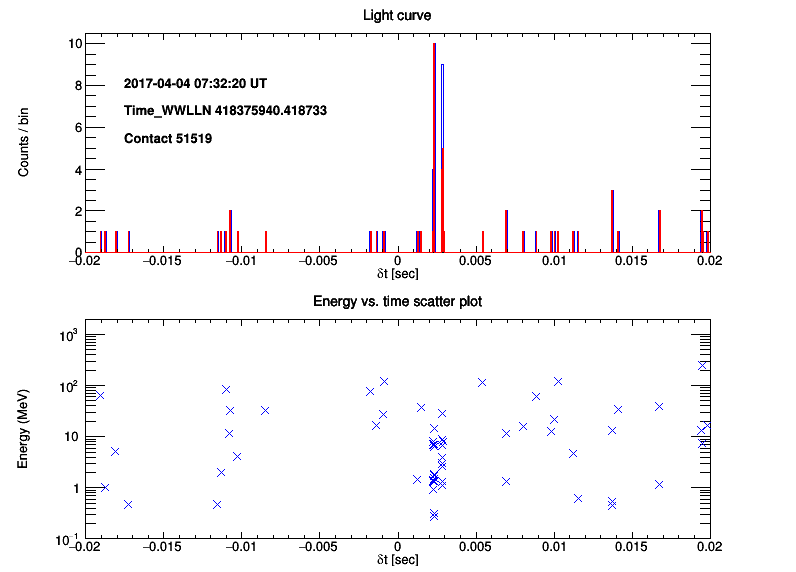 Light curve
Counts / bin
10
8
6
4
2
0
2017-04-04 07:32:20 UT
Time_WWLLN 418375940.418733
Contact 51519
−0.02 −0.015 −0.01 −0.005 0 0.005 0.01 0.015 0.02
δt [sec]
Energy vs. time scatter plot
Energy (MeV)
10³
10²
10
1
10⁻¹
−0.02 −0.015 −0.01 −0.005 0 0.005 0.01 0.015 0.02
δt [sec]